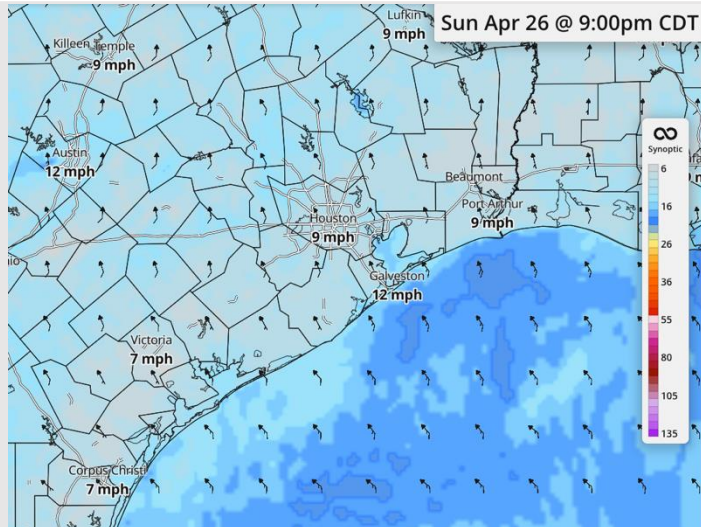 Sun Apr 26 @ 9:00pm CDT
Lufkin
9 mph
Killeen Temple
9 mph
Austin
12 mph
Beaumont
Port Arthur
9 mph
Houston
9 mph
Galveston
12 mph
Victoria
7 mph
Corpus Christi
7 mph
Synoptic
6
16
26
36
55
80
105
135